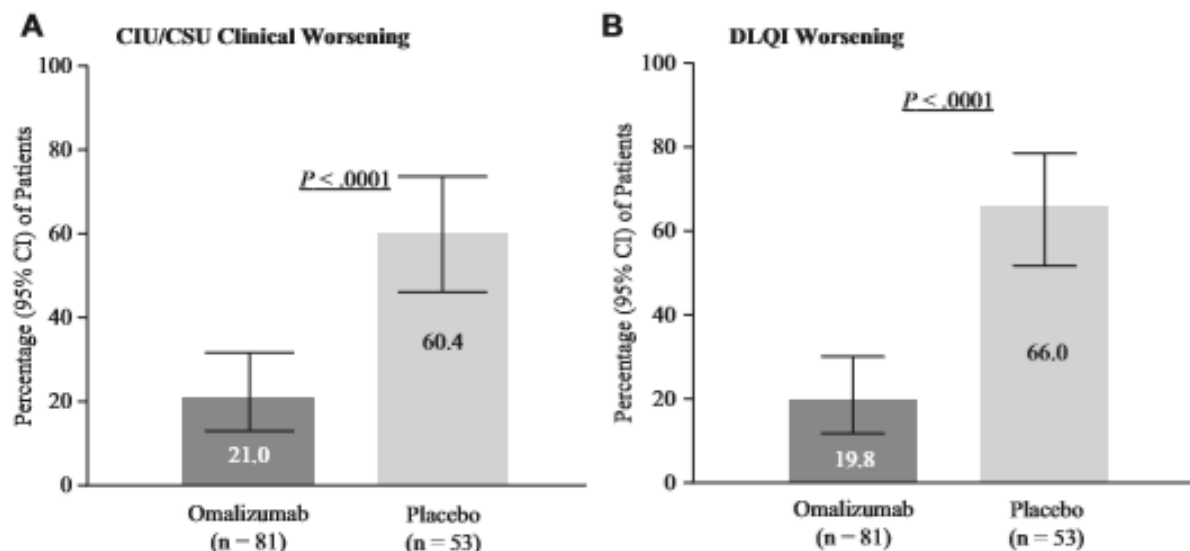 A
CIU/CSU Clinical Worsening
Percentage (95% CI) of Patients
100
80
60
40
20
0
P < .0001
21.0
60.4
Omalizumab
(n = 81)
Placebo
(n = 53)
B
DLQI Worsening
Percentage (95% CI) of Patients
100
80
60
40
20
0
P < .0001
19.8
66.0
Omalizumab
(n = 81)
Placebo
(n = 53)